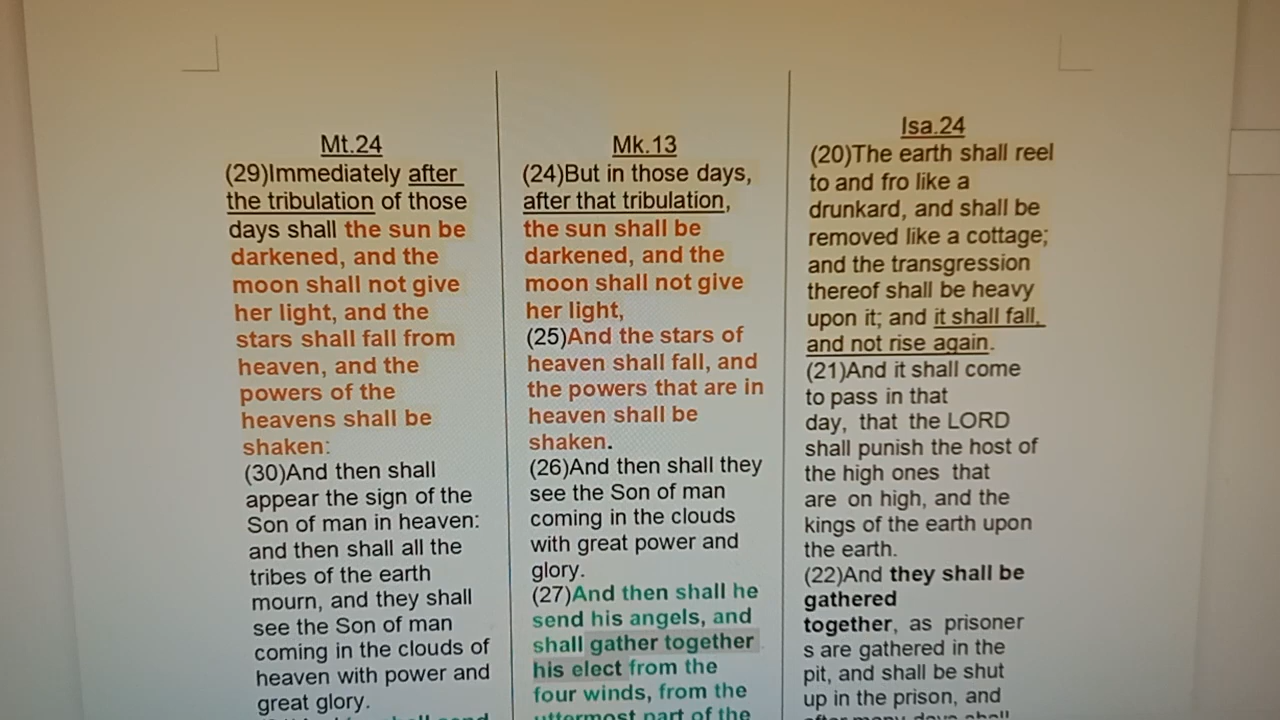 Mt.24
(29)Immediately after
the tribulation of those
days shall the sun be
darkened, and the
moon shall not give
her light, and the
stars shall fall from
heaven, and the
powers of the
heavens shall be
shaken:
(30)And then shall
appear the sign of the
Son of man in heaven:
and then shall all the
tribes of the earth
mourn, and they shall
see the Son of man
coming in the clouds of
heaven with power and
great glory.
Mk.13
(24)But in those days,
after that tribulation,
the sun shall be
darkened, and the
moon shall not give
her light,
(25)And the stars of
heaven shall fall, and
the powers that are in
heaven shall be
shaken.
(26)And then shall they
see the Son of man
coming in the clouds
with great power and
glory.
(27)And then shall he
send his angels, and
shall gather together
his elect from the
four winds, from the
uttermost part of the
Isa.24
(20)The earth shall reel
to and fro like a
drunkard, and shall be
removed like a cottage;
and the transgression
thereof shall be heavy
upon it; and it shall fall,
and not rise again.
(21)And it shall come
to pass in that
day, that the LORD
shall punish the host of
the high ones that
are on high, and the
kings of the earth upon
the earth.
(22)And they shall be
gathered
together, as prisoner
s are gathered in the
pit, and shall be shut
up in the prison, and
after many days shall